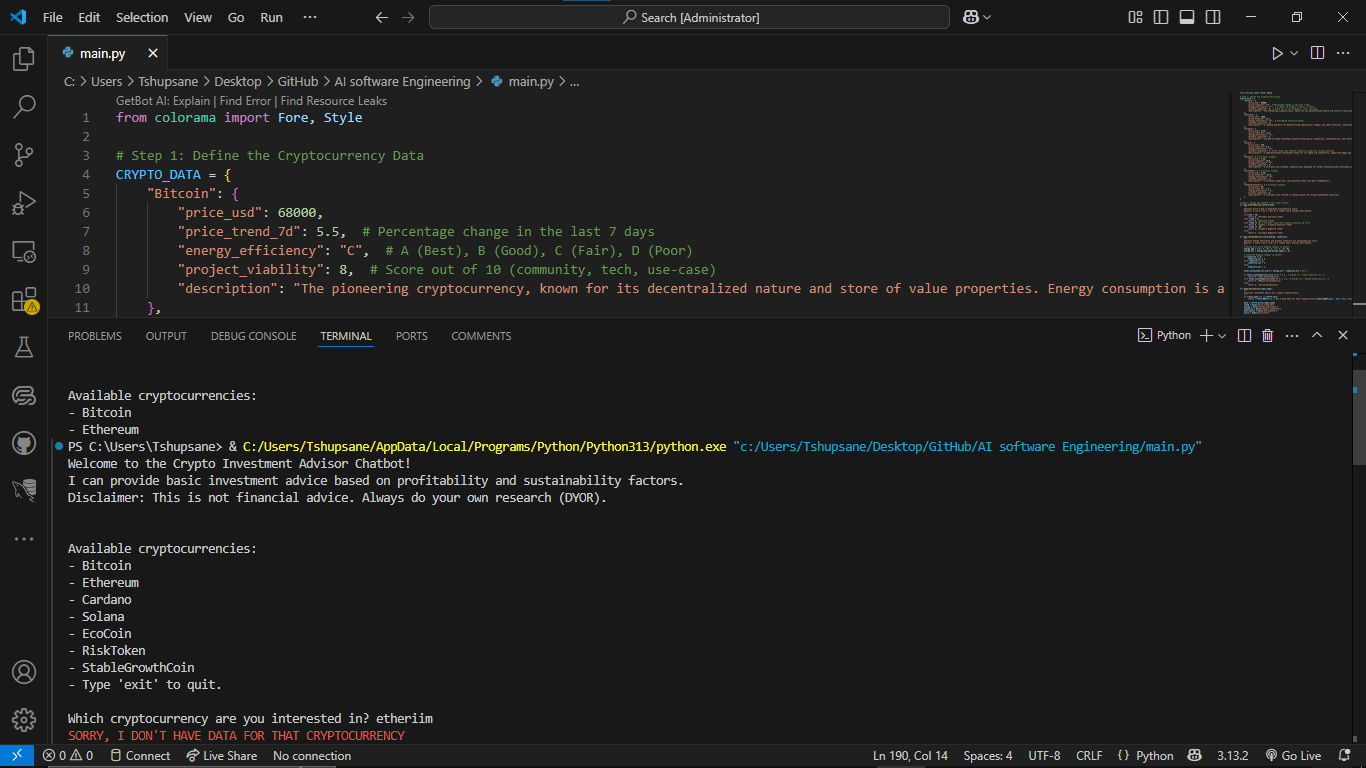 File Edit Selection View Go Run ··· Search [Administrator]
main.py
C: > Users > Tshupsane > Desktop > GitHub > AI software Engineering > main.py > ...
GetBot AI: Explain | Find Error | Find Resource Leaks
1 from colorama import Fore, Style
2
3 # Step 1: Define the Cryptocurrency Data
4 CRYPTO_DATA = {
5 "Bitcoin": {
6 "price_usd": 68000,
7 "price_trend_7d": 5.5, # Percentage change in the last 7 days
8 "energy_efficiency": "C", # A (Best), B (Good), C (Fair), D (Poor)
9 "project_viability": 8, # Score out of 10 (community, tech, use-case)
10 "description": "The pioneering cryptocurrency, known for its decentralized nature and store of value properties. Energy consumption is a
11 },
PROBLEMS OUTPUT DEBUG CONSOLE TERMINAL PORTS COMMENTS Python
Available cryptocurrencies:
- Bitcoin
- Ethereum
PS C:\Users\Tshupsane> & C:/Users/Tshupsane/AppData/Local/Programs/Python/Python313/python.exe "c:/Users/Tshupsane/Desktop/GitHub/AI software Engineering/main.py"
Welcome to the Crypto Investment Advisor Chatbot!
I can provide basic investment advice based on profitability and sustainability factors.
Disclaimer: This is not financial advice. Always do your own research (DYOR).
Available cryptocurrencies:
- Bitcoin
- Ethereum
- Cardano
- Solana
- EcoCoin
- RiskToken
- StableGrowthCoin
- Type 'exit' to quit.
Which cryptocurrency are you interested in? etheriim
SORRY, I DON'T HAVE DATA FOR THAT CRYPTOCURRENCY
0 0 Connect Live Share No connection Ln 190, Col 14 Spaces: 4 UTF-8 CRLF {} Python 3.13.2 Go Live